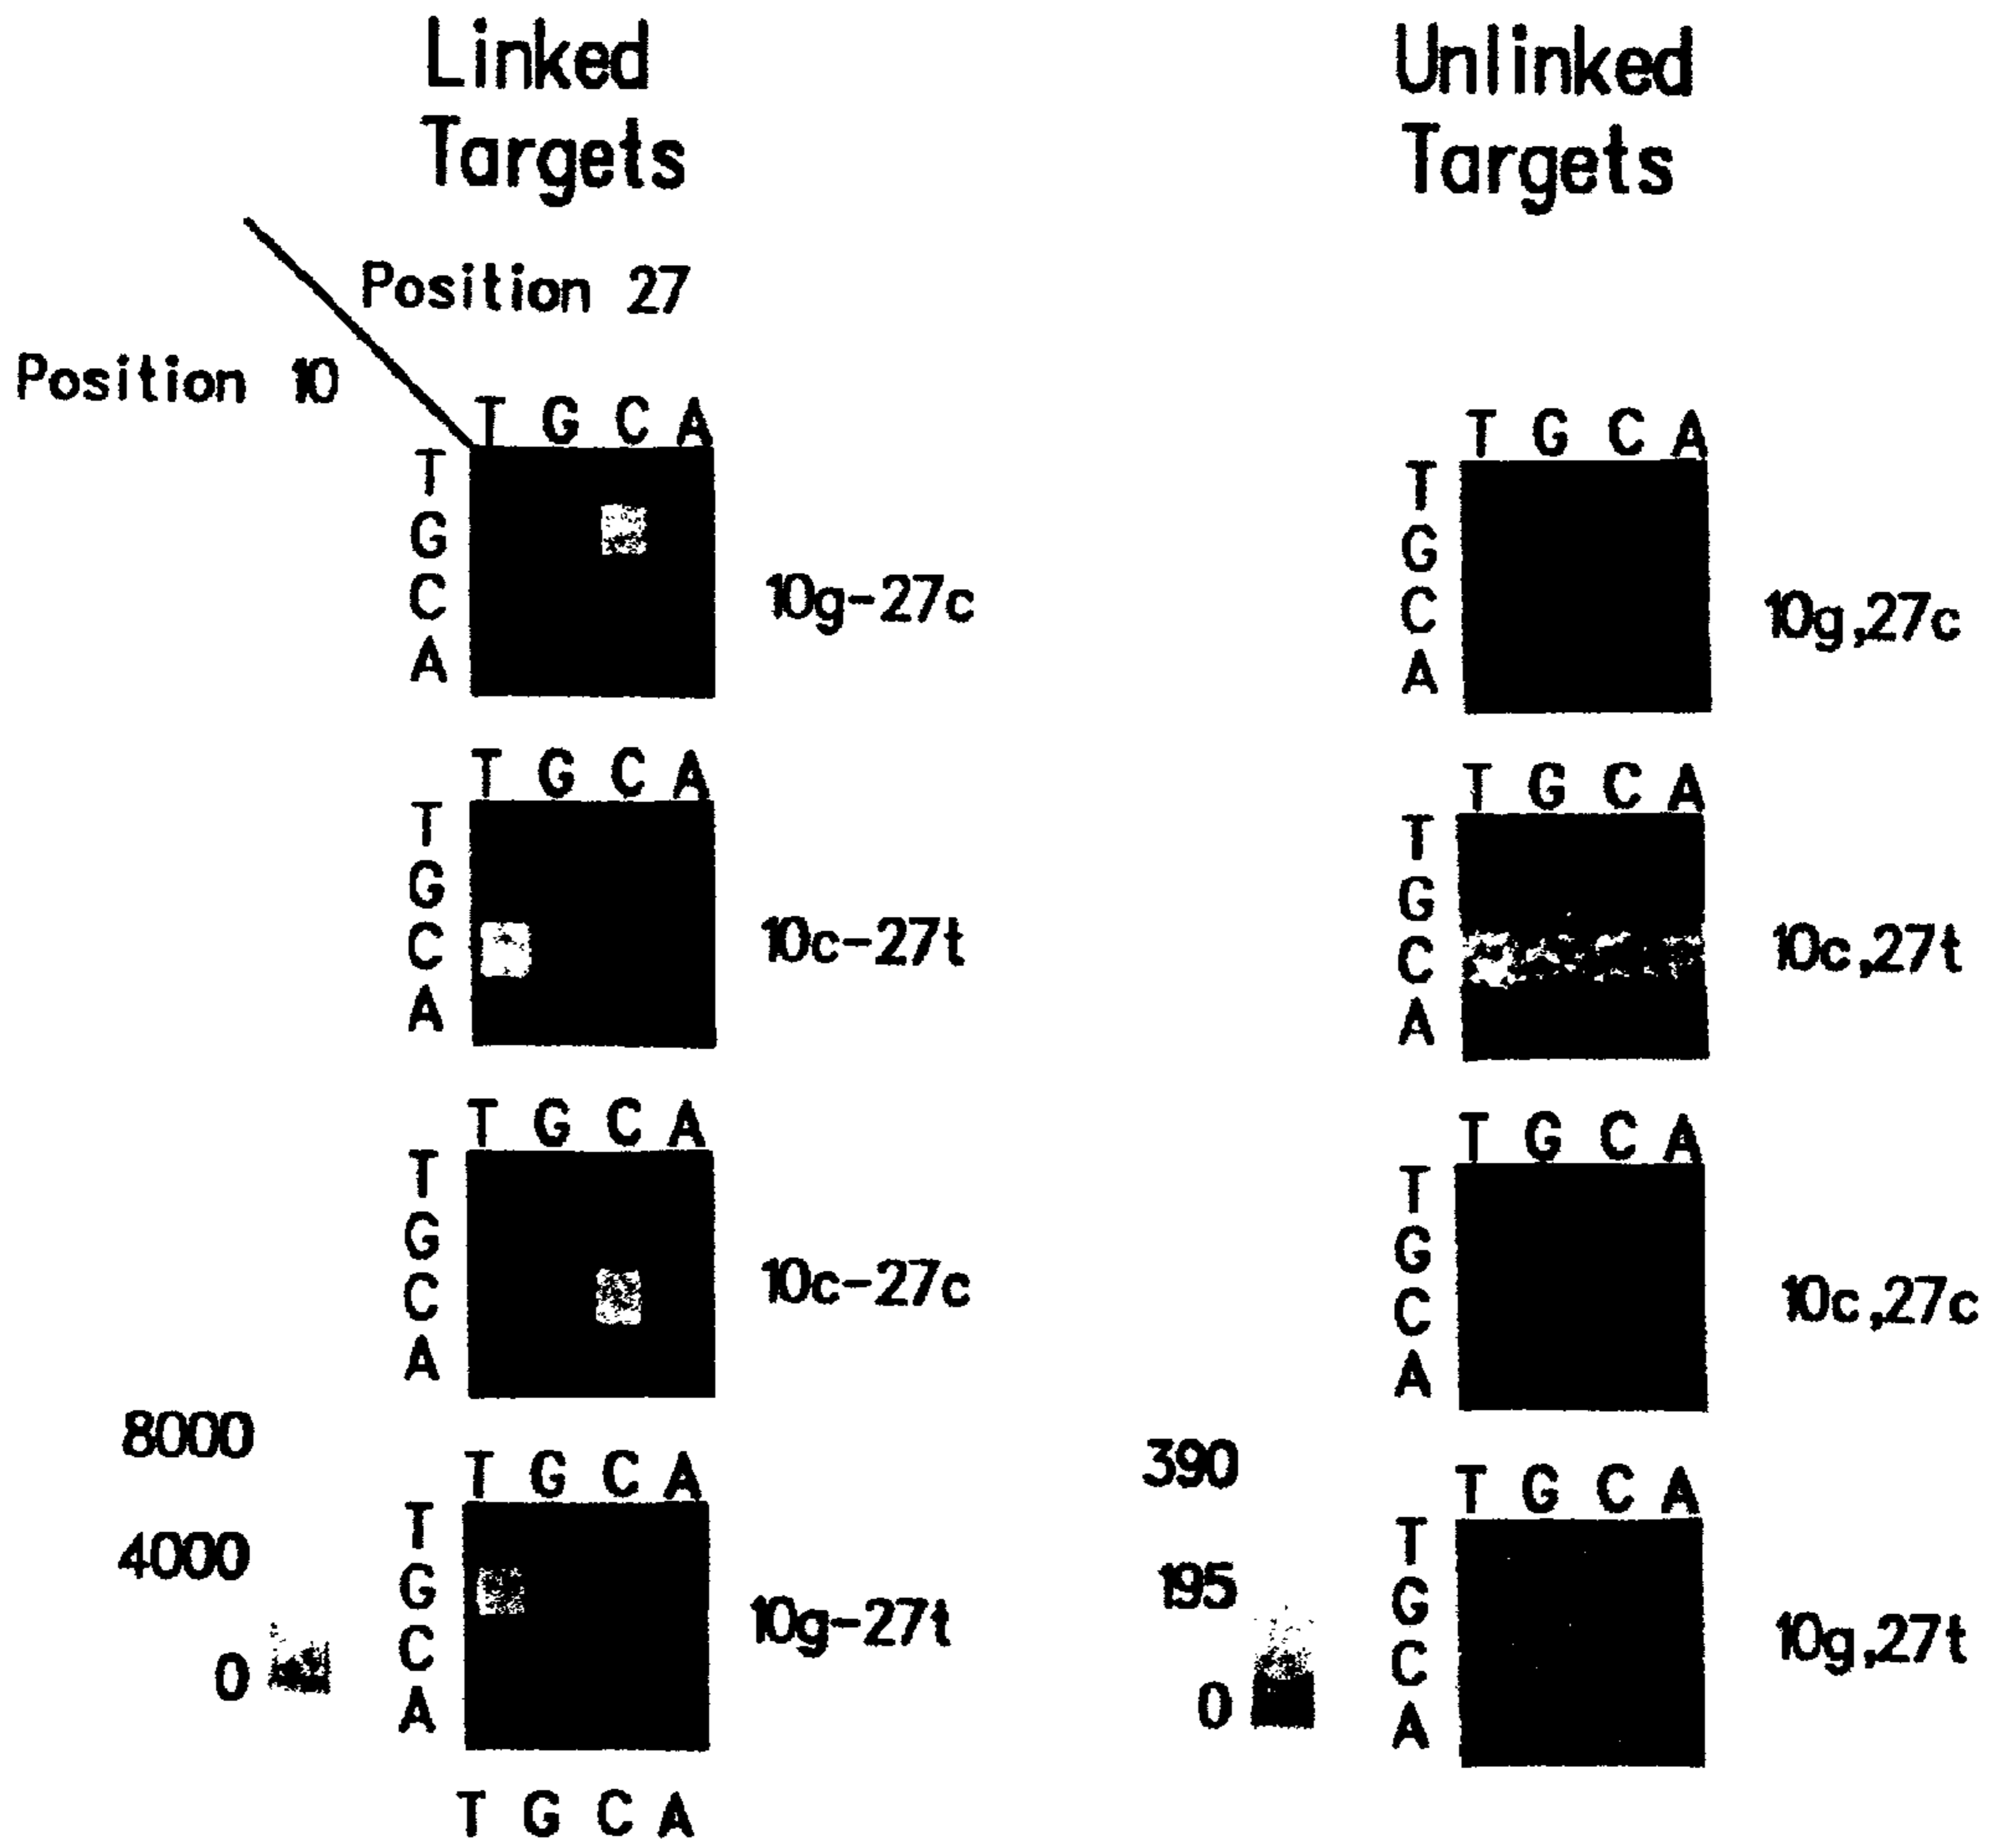 Linked
Targets
Unlinked
Targets
Position 27
Position 10
T G C A
T
G
C
A
10g-27c
T G C A
T
G
C
A
10g,27c
T G C A
T
G
C
A
10c-27t
T G C A
T
G
C
A
10c,27t
T G C A
T
G
C
A
10c-27c
T G C A
T
G
C
A
10c,27c
8000
4000
0
T G C A
T
G
C
A
10g-27t
T G C A
390
195
0
T G C A
T
G
C
A
10g,27t